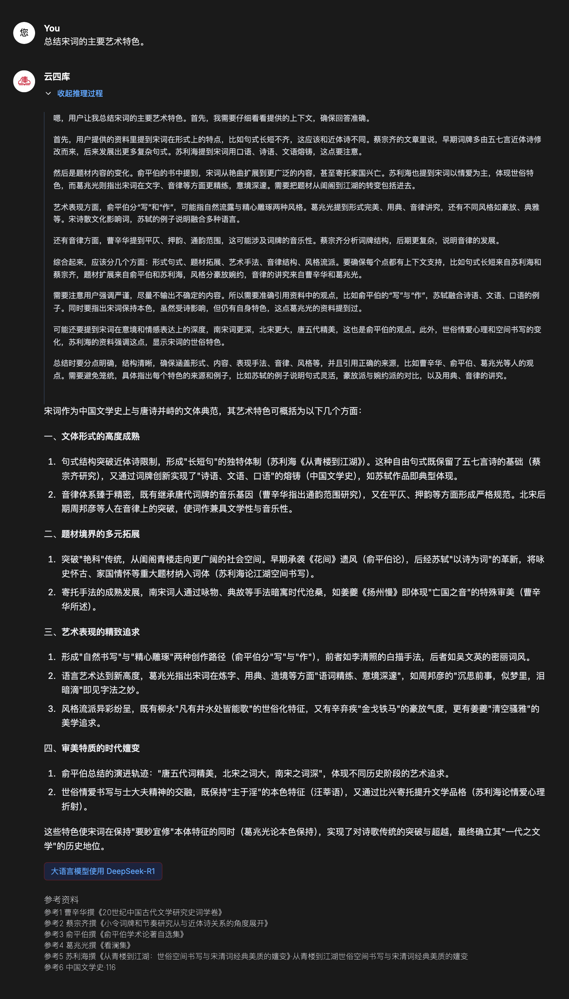 您
You
总结宋词的主要艺术特色。
庫
云四库
收起推理过程
嗯，用户让我总结宋词的主要艺术特色。首先，我需要仔细看看提供的上下文，确保回答准确。
首先，用户提供的资料里提到宋词在形式上的特点，比如句式长短不齐，这应该和近体诗不同。蔡宗齐的文章里说，早期词牌多由五七言近体诗修
改而来，后来发展出更多复杂句式。苏利海提到宋词用口语、诗语、文语熔铸，这点要注意。
然后是题材内容的变化。俞平伯的书中提到，宋词从艳曲扩展到更广泛的内容，甚至寄托家国兴亡。苏利海也提到宋词以情爱为主，体现世俗特
色，而葛兆光则指出宋词在文字、音律等方面更精练，意境深邃。需要把题材从闺阁到江湖的转变包括进去。
艺术表现方面，俞平伯分“写”和“作”，可能指自然流露与精心雕琢两种风格。葛兆光提到形式完美、用典、音律讲究，还有不同风格如豪放、典雅
等。宋诗散文化影响词，苏轼的例子说明融合多种语言。
还有音律方面，曹辛华提到平仄、押韵、通韵范围，这可能涉及词牌的音乐性。蔡宗齐分析词牌结构，后期更复杂，说明音律的发展。
综合起来，应该分几个方面：形式句式、题材拓展、艺术手法、音律结构、风格流派。要确保每个点都有上下文支持，比如句式长短来自苏利海和
蔡宗齐，题材扩展来自俞平伯和苏利海，风格分豪放婉约，音律的讲究来自曹辛华和葛兆光。
需要注意用户强调严谨，尽量不输出不确定的内容。所以需要准确引用资料中的观点，比如俞平伯的“写”与“作”，苏轼融合诗语、文语、口语的例
子。同时要指出宋词保持本色，虽然受诗影响，但仍有自身特色，这点葛兆光的资料提到过。
可能还要提到宋词在意境和情感表达上的深度，南宋词更深，北宋更大，唐五代精美，这也是俞平伯的观点。此外，世俗情爱心理和空间书写的变
化，苏利海的资料强调这点，显示宋词的世俗特色。
总结时要分点明确，结构清晰，确保涵盖形式、内容、表现手法、音律、风格等，并且引用正确的来源，比如曹辛华、俞平伯、葛兆光等人的观
点。需要避免笼统，具体指出每个特色的来源和例子，比如苏轼的例子说明句式灵活，豪放派与婉约派的对比，以及用典、音律的讲究。
宋词作为中国文学史上与唐诗并峙的文体典范，其艺术特色可概括为以下几个方面：
一、文体形式的高度成熟
1. 句式结构突破近体诗限制，形成"长短句"的独特体制（苏利海《从青楼到江湖》）。这种自由句式既保留了五七言诗的基础（蔡
宗齐研究），又通过词牌创新实现了"诗语、文语、口语"的熔铸（中国文学史），如苏轼作品即典型体现。
2. 音律体系臻于精密，既有继承唐代词牌的音乐基因（曹辛华指出通韵范围研究），又在平仄、押韵等方面形成严格规范。北宋后
期周邦彦等人在音律上的突破，使词作兼具文学性与音乐性。
二、题材境界的多元拓展
1. 突破"艳科"传统，从闺阁青楼走向更广阔的社会空间。早期承袭《花间》遗风（俞平伯论），后经苏轼"以诗为词"的革新，将咏
史怀古、家国情怀等重大题材纳入词体（苏利海论江湖空间书写）。
2. 寄托手法的成熟发展，南宋词人通过咏物、典故等手法暗寓时代沧桑，如姜夔《扬州慢》即体现"亡国之音"的特殊审美（曹辛
华所述）。
三、艺术表现的精致追求
1. 形成"自然书写"与"精心雕琢"两种创作路径（俞平伯分"写"与"作"），前者如李清照的白描手法，后者如吴文英的密丽词风。
2. 语言艺术达到新高度，葛兆光指出宋词在炼字、用典、造境等方面"语词精练、意境深邃"，如周邦彦的"沉思前事，似梦里，泪
暗滴"即见字法之妙。
3. 风格流派异彩纷呈，既有柳永"凡有井水处皆能歌"的世俗化特征，又有辛弃疾"金戈铁马"的豪放气度，更有姜夔"清空骚雅"的
美学追求。
四、审美特质的时代嬗变
1. 俞平伯总结的演进轨迹："唐五代词精美，北宋之词大，南宋之词深"，体现不同历史阶段的艺术追求。
2. 世俗情爱书写与士大夫精神的交融，既保持"主于淫"的本色特征（汪莘语），又通过比兴寄托提升文学品格（苏利海论情爱心理
折射）。
这些特色使宋词在保持"要眇宜修"本体特征的同时（葛兆光论本色保持），实现了对诗歌传统的突破与超越，最终确立其"一代之文
学"的历史地位。
大语言模型使用 DeepSeek-R1
参考资料
参考1 曹辛华撰《20世纪中国古代文学研究史词学卷》
参考2 蔡宗齐撰《小令词牌和节奏研究从与近体诗关系的角度展开》
参考3 俞平伯撰《俞平伯学术论著自选集》
参考4 葛兆光撰《看澜集》
参考5 苏利海撰《从青楼到江湖：世俗空间书写与宋清词经典美质的嬗变》·从青楼到江湖世俗空间书写与宋清词经典美质的嬗变
参考6 中国文学史·116